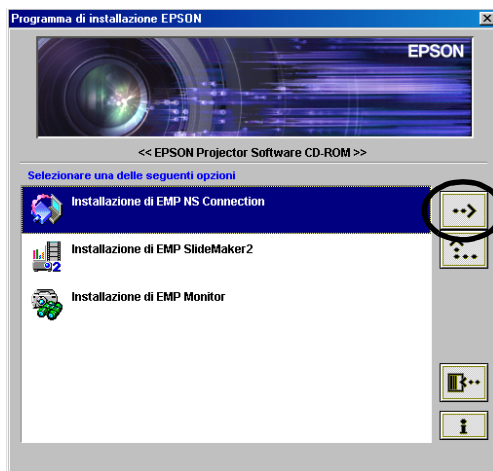 Programma di installazione EPSON
EPSON
<< EPSON Projector Software CD-ROM >>
Selezionare una delle seguenti opzioni
Installazione di EMP NS Connection
Installazione di EMP SlideMaker2
2
Installazione di EMP Monitor
i